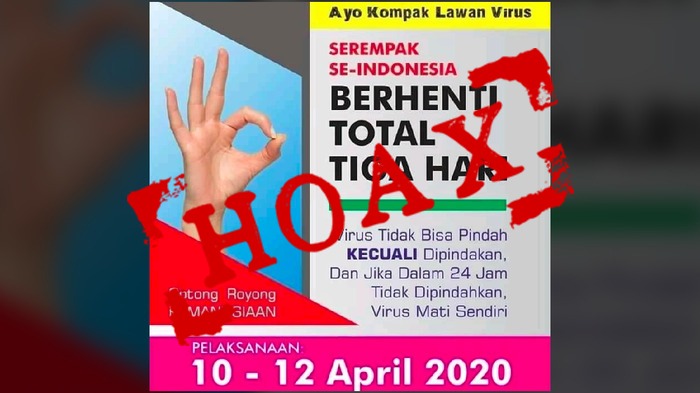 Ayo Kompak Lawan Virus
SEREMPAK
SE-INDONESIA
BERHENTI
TOTAL
TIGA HARI
HOAX
Virus Tidak Bisa Pindah
KECUALI Dipindakan,
Dan Jika Dalam 24 Jam
Tidak Dipindahkan,
Virus Mati Sendiri
Gotong Royong
KEMANUSIAAN
PELAKSANAAN:
10 - 12 April 2020